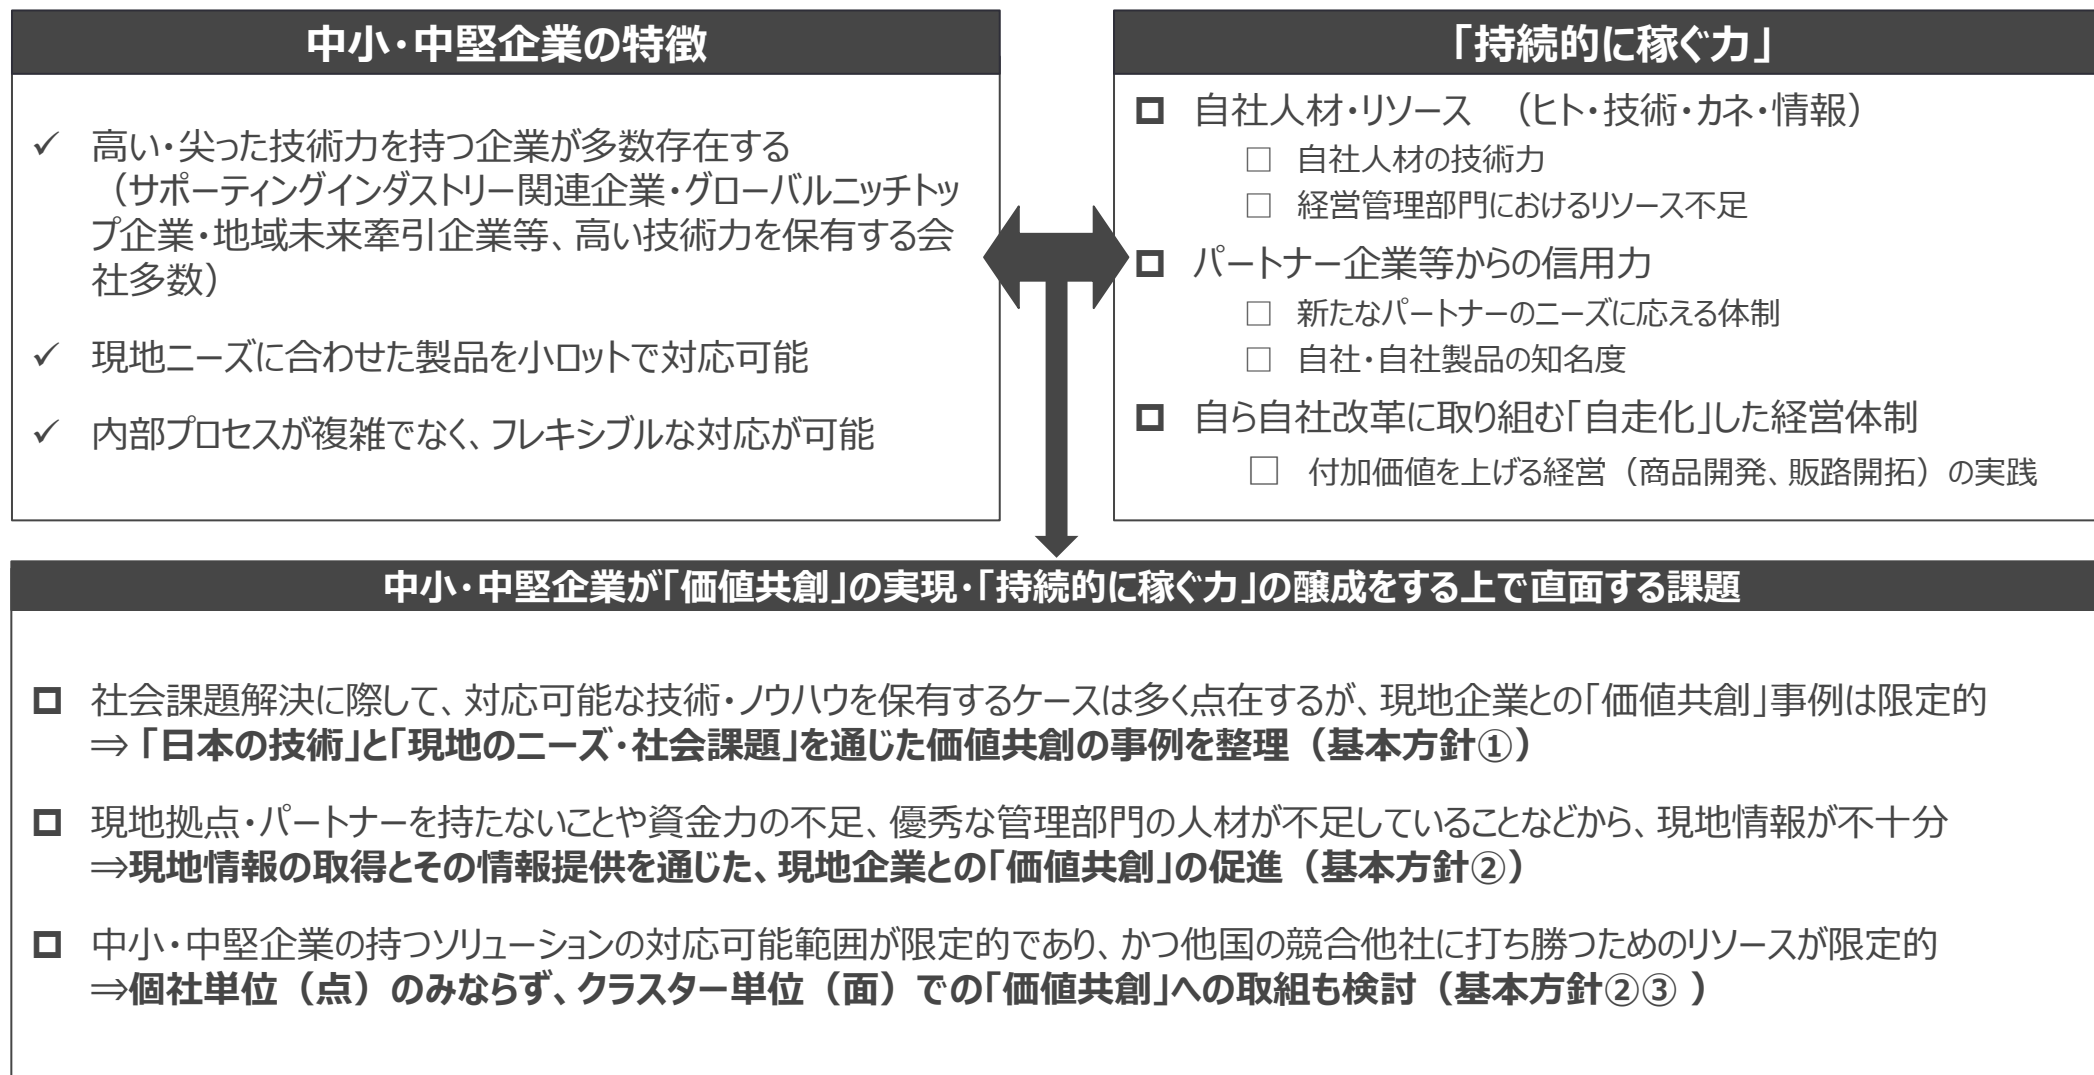 中小・中堅企業の特徴
✓ 高い・尖った技術力を持つ企業が多数存在する
（サポーティングインダストリー関連企業・グローバルニッチトッ
プ企業・地域未来牽引企業等、高い技術力を保有する会
社多数）
✓ 現地ニーズに合わせた製品を小ロットで対応可能
✓ 内部プロセスが複雑でなく、フレキシブルな対応が可能
「持続的に稼ぐ力」
□ 自社人材・リソース　（ヒト・技術・カネ・情報）
□ 自社人材の技術力
□ 経営管理部門におけるリソース不足
□ パートナー企業等からの信用力
□ 新たなパートナーのニーズに応える体制
□ 自社・自社製品の知名度
□ 自ら自社改革に取り組む「自走化」した経営体制
□ 付加価値を上げる経営（商品開発、販路開拓）の実践
中小・中堅企業が「価値共創」の実現・「持続的に稼ぐ力」の醸成をする上で直面する課題
□ 社会課題解決に際して、対応可能な技術・ノウハウを保有するケースは多く点在するが、現地企業との「価値共創」事例は限定的
⇒「日本の技術」と「現地のニーズ・社会課題」を通じた価値共創の事例を整理（基本方針①）
□ 現地拠点・パートナーを持たないことや資金力の不足、優秀な管理部門の人材が不足していることなどから、現地情報が不十分
⇒現地情報の取得とその情報提供を通じた、現地企業との「価値共創」の促進（基本方針②）
□ 中小・中堅企業の持つソリューションの対応可能範囲が限定的であり、かつ他国の競合他社に打ち勝つためのリソースが限定的
⇒個社単位（点）のみならず、クラスター単位（面）での「価値共創」への取組も検討（基本方針②③ ）